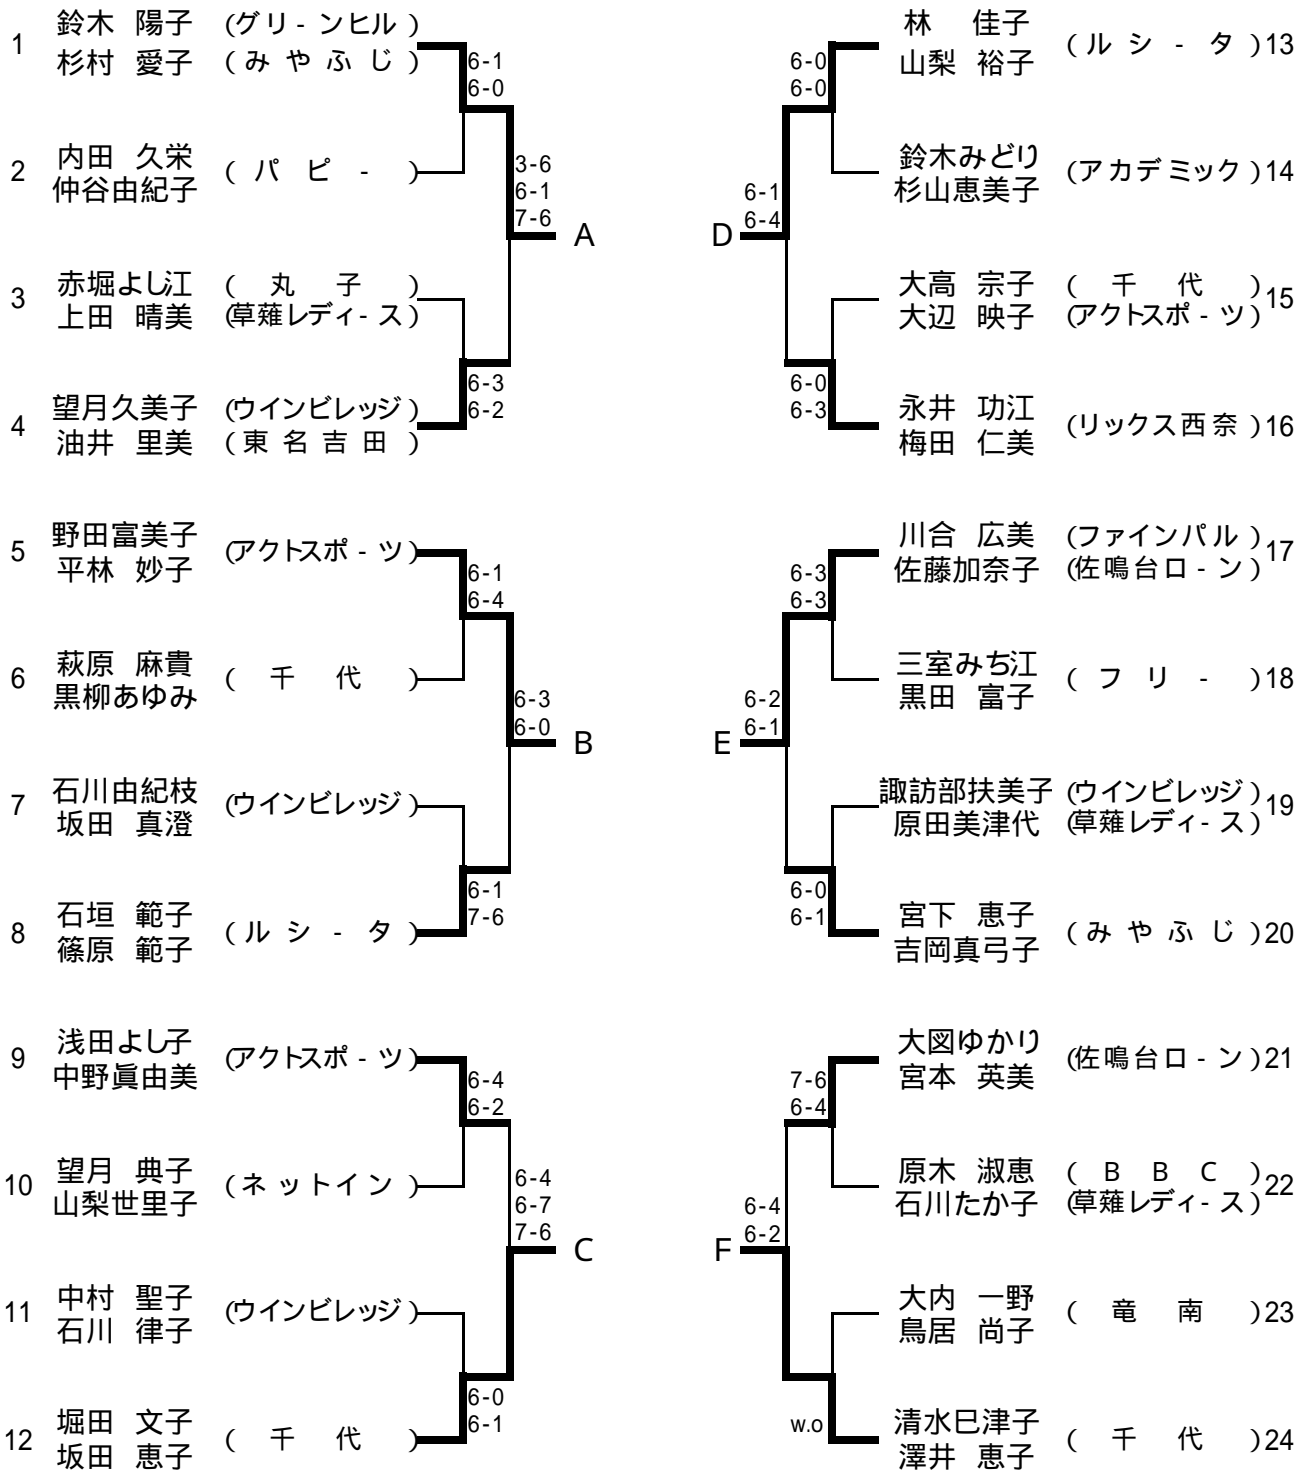 1 鈴木 陽子 (グリ-ンヒル)
杉村 愛子 (みやふじ)
6-1
6-0
2 内田 久栄 (パピ-)
仲谷由紀子
3-6
6-1
7-6
A
3 赤堀よし江 (丸子)
上田 晴美 (草薙レディ-ス)
6-3
6-2
4 望月久美子 (ウインビレッジ)
油井 里美 (東名吉田)
5 野田富美子 (アクトスポ-ツ)
平林 妙子
6-1
6-4
6 萩原 麻貴 (千代)
黒柳あゆみ
6-3
6-0
B
7 石川由紀枝 (ウインビレッジ)
坂田 真澄
6-1
7-6
8 石垣 範子 (ルシ-タ)
篠原 範子
9 浅田よし子 (アクトスポ-ツ)
中野眞由美
6-4
6-2
10 望月 典子 (ネットイン)
山梨世里子
6-4
6-7
7-6
C
11 中村 聖子 (ウインビレッジ)
石川 律子
6-0
6-1
12 堀田 文子 (千代)
坂田 恵子
林 佳子 (ルシ-タ) 13
山梨 裕子
6-0
6-0
鈴木みどり (アカデミック) 14
杉山恵美子
6-1
6-4
D
大高 宗子 (千代) 15
大辺 映子 (アクトスポ-ツ)
6-0
6-3
永井 功江 (リックス西奈) 16
梅田 仁美
川合 広美 (ファインパル) 17
佐藤加奈子 (佐鳴台ロ-ン)
6-3
6-3
三室みち江 (フリ-) 18
黒田 富子
6-2
6-1
E
諏訪部扶美子 (ウインビレッジ) 19
原田美津代 (草薙レディ-ス)
6-0
6-1
宮下 恵子 (みやふじ) 20
吉岡真弓子
大図ゆかり (佐鳴台ロ-ン) 21
宮本 英美
7-6
6-4
原木 淑恵 (BBC) 22
石川たか子 (草薙レディ-ス)
6-4
6-2
F
大内 一野 (竜南) 23
鳥居 尚子
w.o
清水巳津子 (千代) 24
澤井 恵子